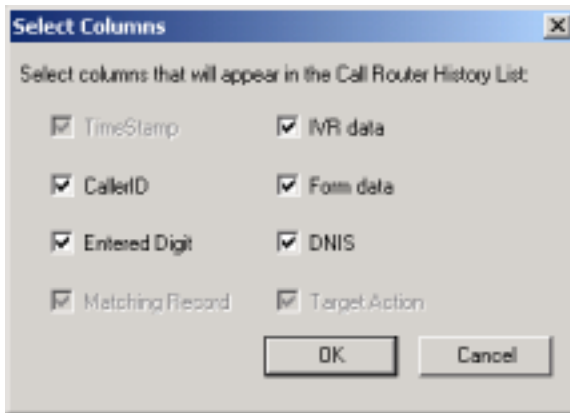 Select Columns
Select columns that will appear in the Call Router History List:
TimeStamp
IVR data
CallerID
Form data
Entered Digit
DNIS
Matching Record
Target Action
OK
Cancel